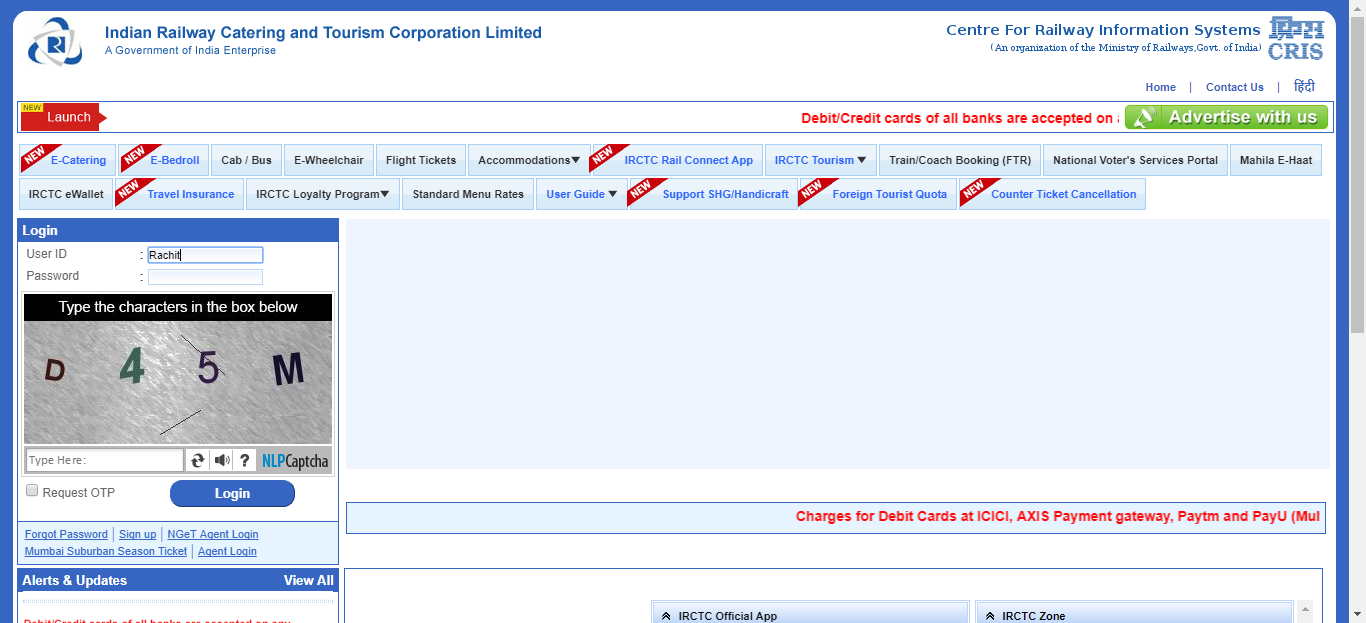 Indian Railway Catering and Tourism Corporation Limited
A Government of India Enterprise
Centre For Railway Information Systems
(An organization of the Ministry of Railways,Govt. of India)
CRIS
Home | Contact Us | हिंदी
NEW
Launch
Debit/Credit cards of all banks are accepted on
Advertise with us
NEW E-Catering NEW E-Bedroll Cab / Bus E-Wheelchair Flight Tickets Accommodations▼ NEW IRCTC Rail Connect App IRCTC Tourism ▼ Train/Coach Booking (FTR) National Voter's Services Portal Mahila E-Haat
IRCTC eWallet NEW Travel Insurance IRCTC Loyalty Program▼ Standard Menu Rates User Guide ▼ NEW Support SHG/Handicraft NEW Foreign Tourist Quota NEW Counter Ticket Cancellation
Login
User ID : Rachit
Password :
Type the characters in the box below
D 4 5 M
Type Here: ? NLPCaptcha
Request OTP Login
Forgot Password | Sign up | NGeT Agent Login
Mumbai Suburban Season Ticket | Agent Login
Charges for Debit Cards at ICICI, AXIS Payment gateway, Paytm and PayU (Mul
Alerts & Updates View All
Debit/Credit cards of all banks are accepted on any
IRCTC Official App
IRCTC Zone